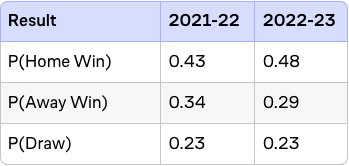 Result 2021-22 2022-23
P(Home Win) 0.43 0.48
P(Away Win) 0.34 0.29
P(Draw) 0.23 0.23